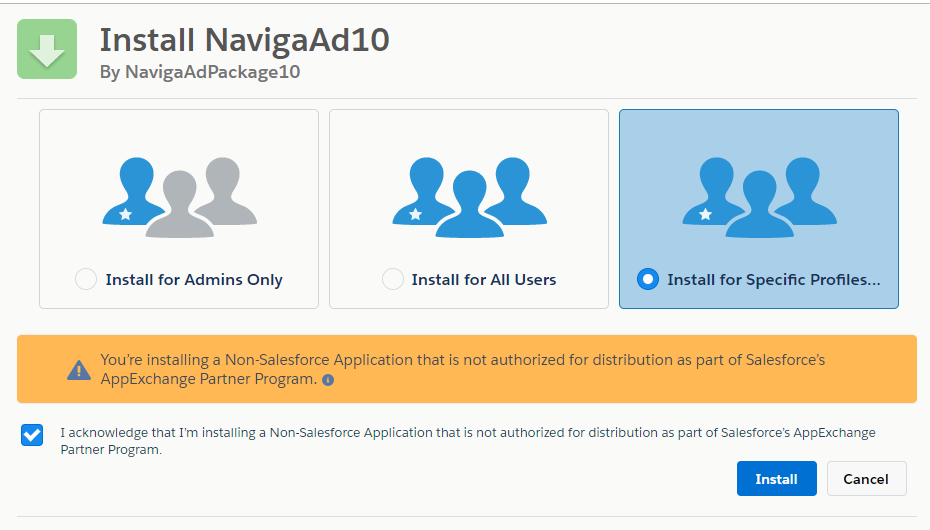 Install NavigaAd10
By NavigaAdPackage10
Install for Admins Only
Install for All Users
Install for Specific Profiles...
You're installing a Non-Salesforce Application that is not authorized for distribution as part of Salesforce's
AppExchange Partner Program.
I acknowledge that I'm installing a Non-Salesforce Application that is not authorized for distribution as part of Salesforce's AppExchange
Partner Program.
Install
Cancel